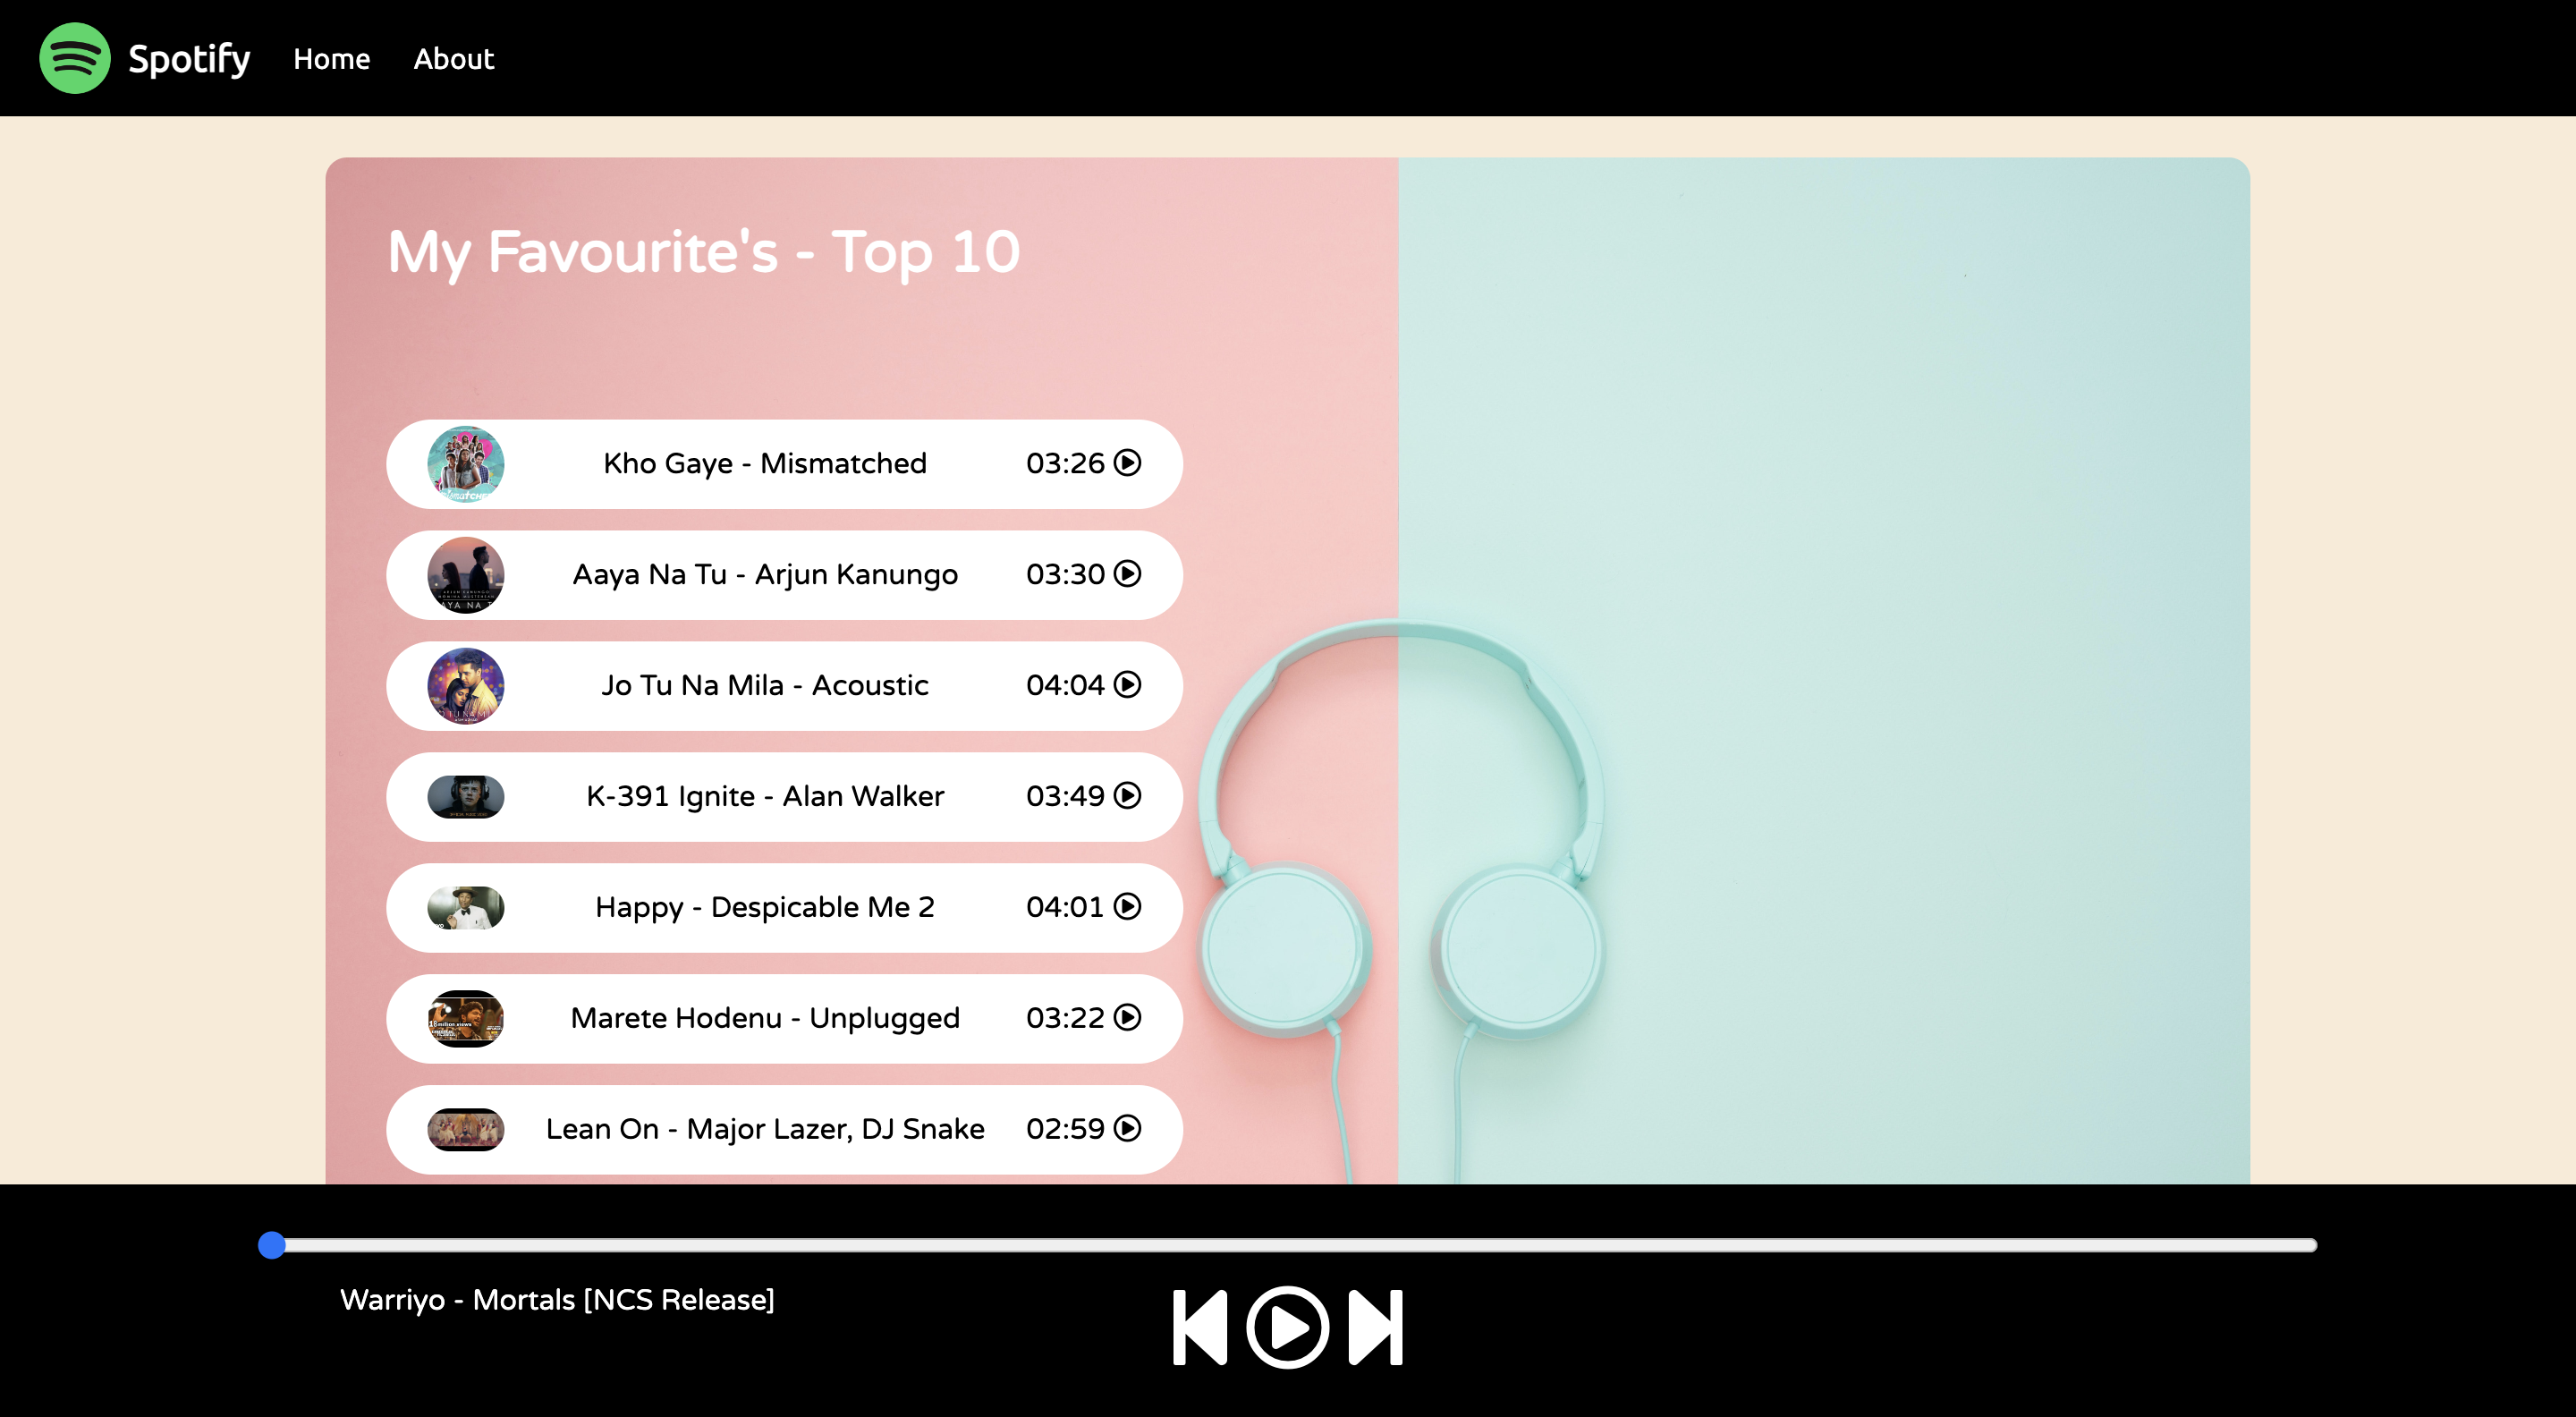 Spotify Home About
My Favourite's - Top 10
Kho Gaye - Mismatched 03:26
Aaya Na Tu - Arjun Kanungo 03:30
Jo Tu Na Mila - Acoustic 04:04
K-391 Ignite - Alan Walker 03:49
Happy - Despicable Me 2 04:01
Marete Hodenu - Unplugged 03:22
Lean On - Major Lazer, DJ Snake 02:59
Warriyo - Mortals [NCS Release]